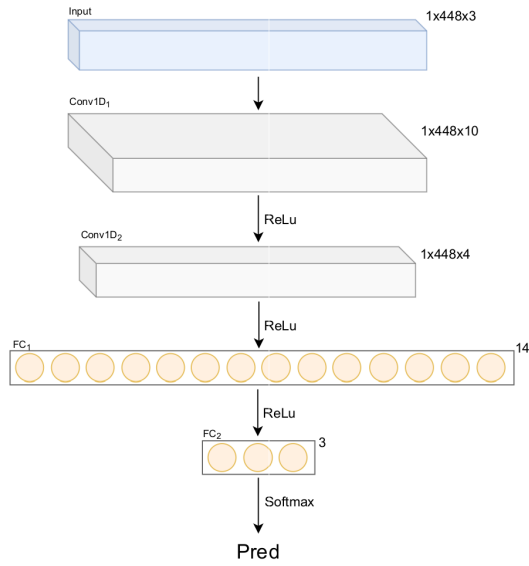 Input
1x448x3
Conv1D1
1x448x10
ReLu
Conv1D2
1x448x4
ReLu
FC1
14
ReLu
FC2
3
Softmax
Pred